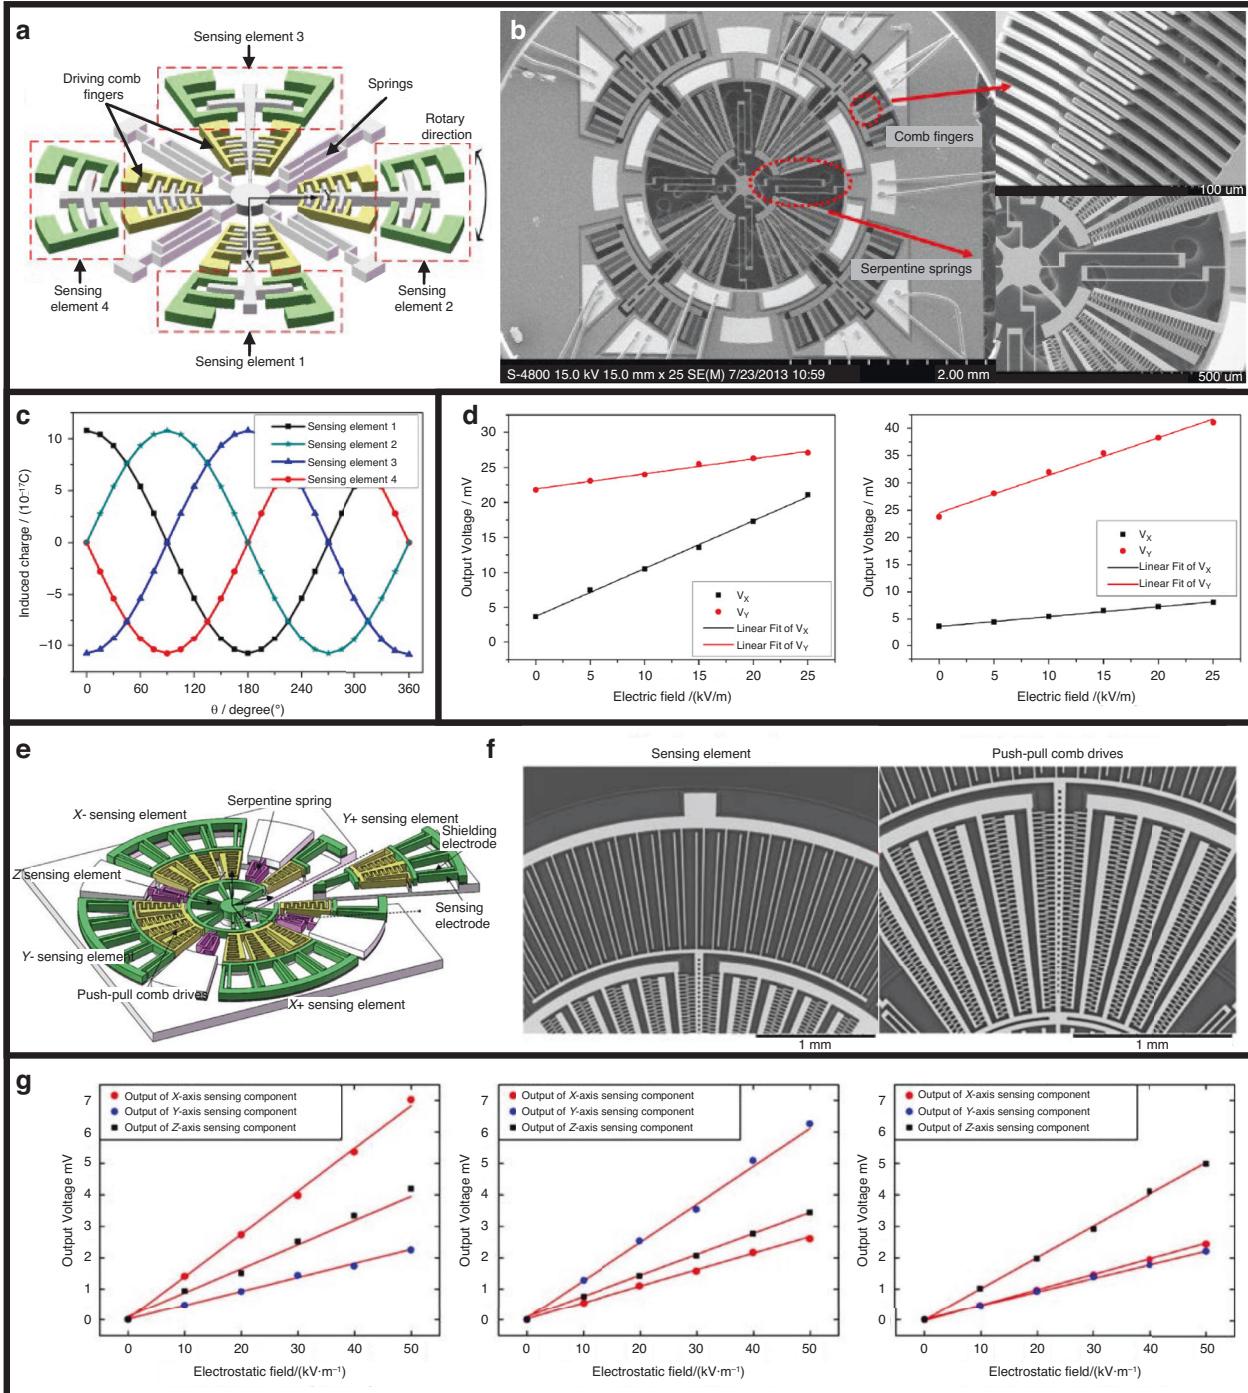 a
Sensing element 3
Driving comb
fingers
Springs
Rotary
direction
X
Sensing
element 4
Sensing
element 2
Sensing element 1
b
Comb fingers
Serpentine springs
S-4800 15.0 kV 15.0 mm x 25 SE(M) 7/23/2013 10:59
2.00 mm
100 um
500 um
c
Induced charge / (10⁻¹⁷C)
10
5
0
−5
−10
Sensing element 1
Sensing element 2
Sensing element 3
Sensing element 4
0 60 120 180 240 300 360
θ / degree(°)
d
Output Voltage / mV
30
25
20
15
10
5
0
V_X
V_Y
Linear Fit of V_X
Linear Fit of V_Y
0 5 10 15 20 25
Electric field /(kV/m)
Output Voltage / mV
40
35
30
25
20
15
10
5
0
V_X
V_Y
Linear Fit of V_X
Linear Fit of V_Y
0 5 10 15 20 25
Electric field /(kV/m)
e
Serpentine spring
X- sensing element
Y+ sensing element
Shielding
electrode
Z sensing element
Sensing
electrode
Y- sensing element
Push-pull comb drives
X+ sensing element
f
Sensing element
Push-pull comb drives
1 mm
1 mm
g
Output Voltage mV
7
6
5
4
3
2
1
0
Output of X-axis sensing component
Output of Y-axis sensing component
Output of Z-axis sensing component
0 10 20 30 40 50
Electrostatic field/(kV·m⁻¹)
Output Voltage mV
7
6
5
4
3
2
1
0
Output of X-axis sensing component
Output of Y-axis sensing component
Output of Z-axis sensing component
0 10 20 30 40 50
Electrostatic field/(kV·m⁻¹)
Output Voltage mV
7
6
5
4
3
2
1
0
Output of X-axis sensing component
Output of Y-axis sensing component
Output of Z-axis sensing component
0 10 20 30 40 50
Electrostatic field/(kV·m⁻¹)